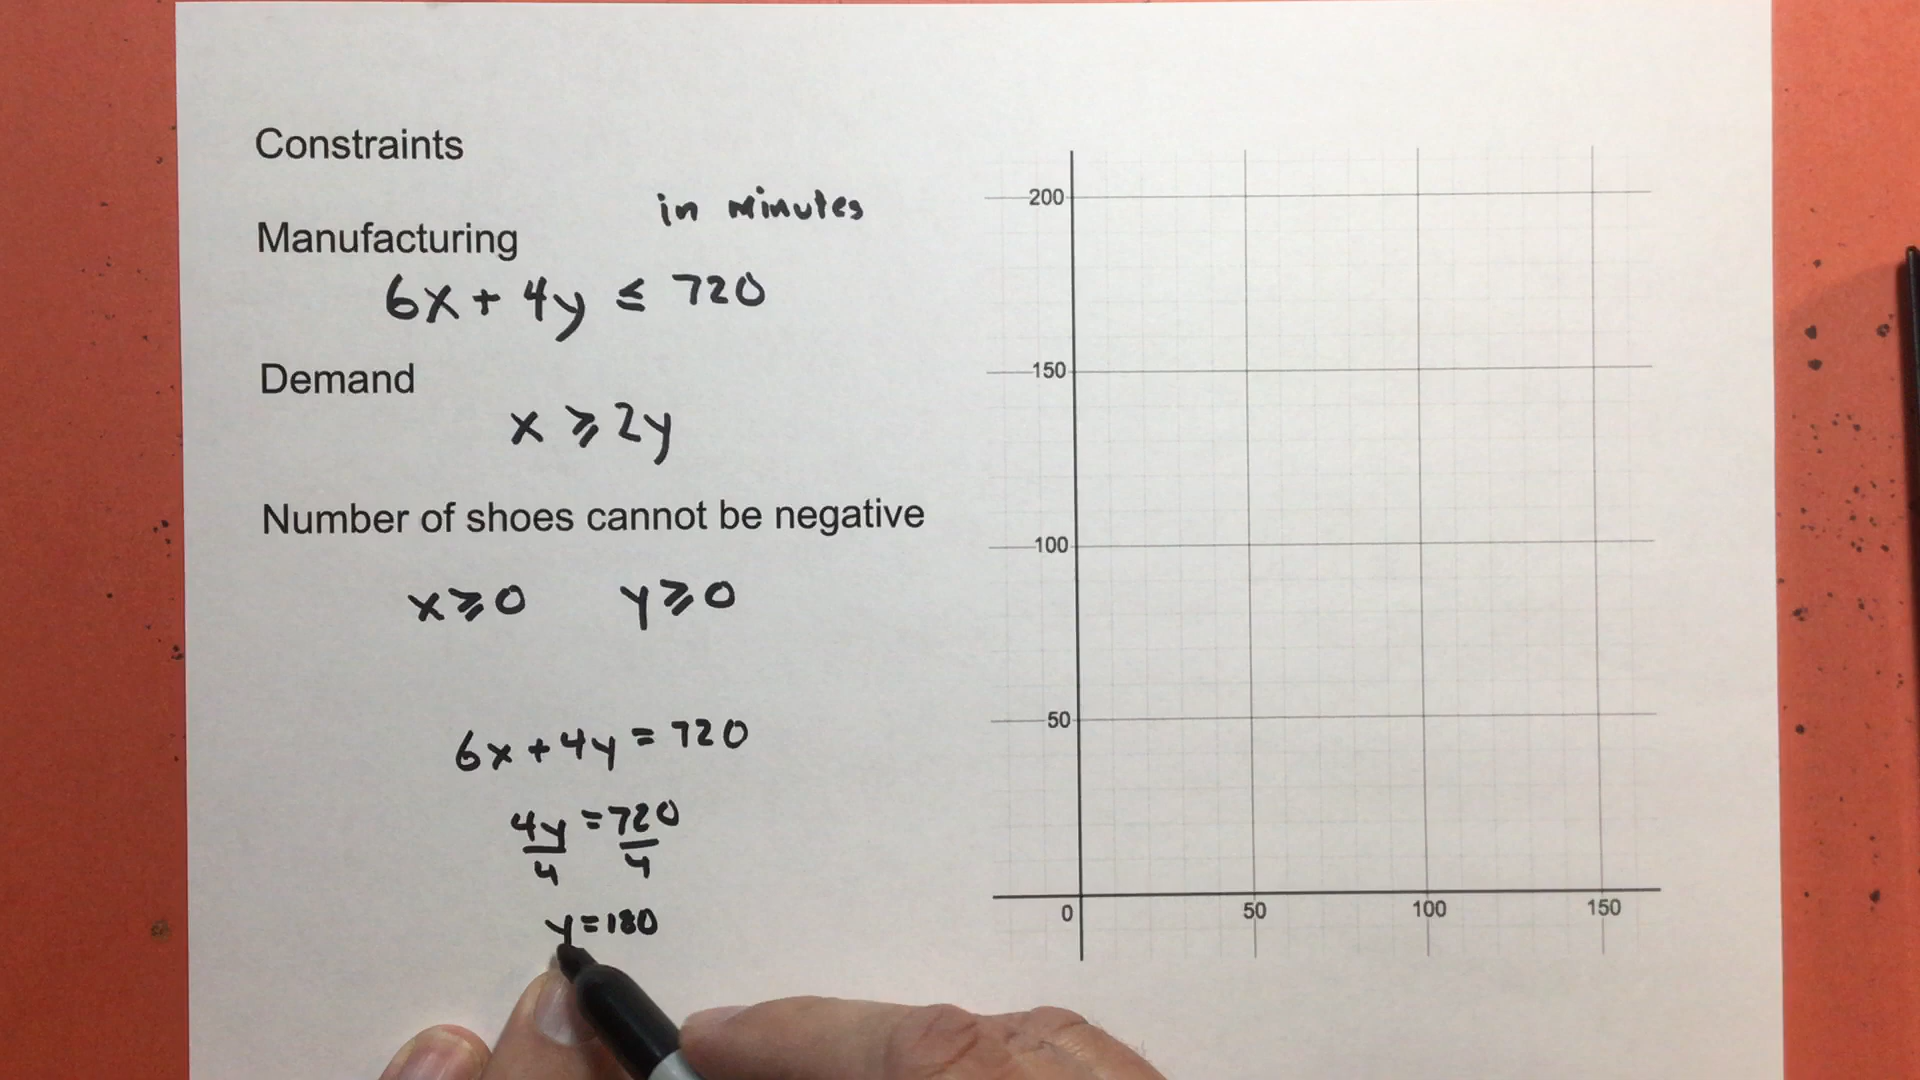 Constraints
in minutes
Manufacturing
6x + 4y ≤ 720
Demand
x ⩾ 2y
Number of shoes cannot be negative
x ⩾ 0 y ⩾ 0
6x + 4y = 720
4y = 720
4 4
y = 180
200
150
100
50
0 50 100 150